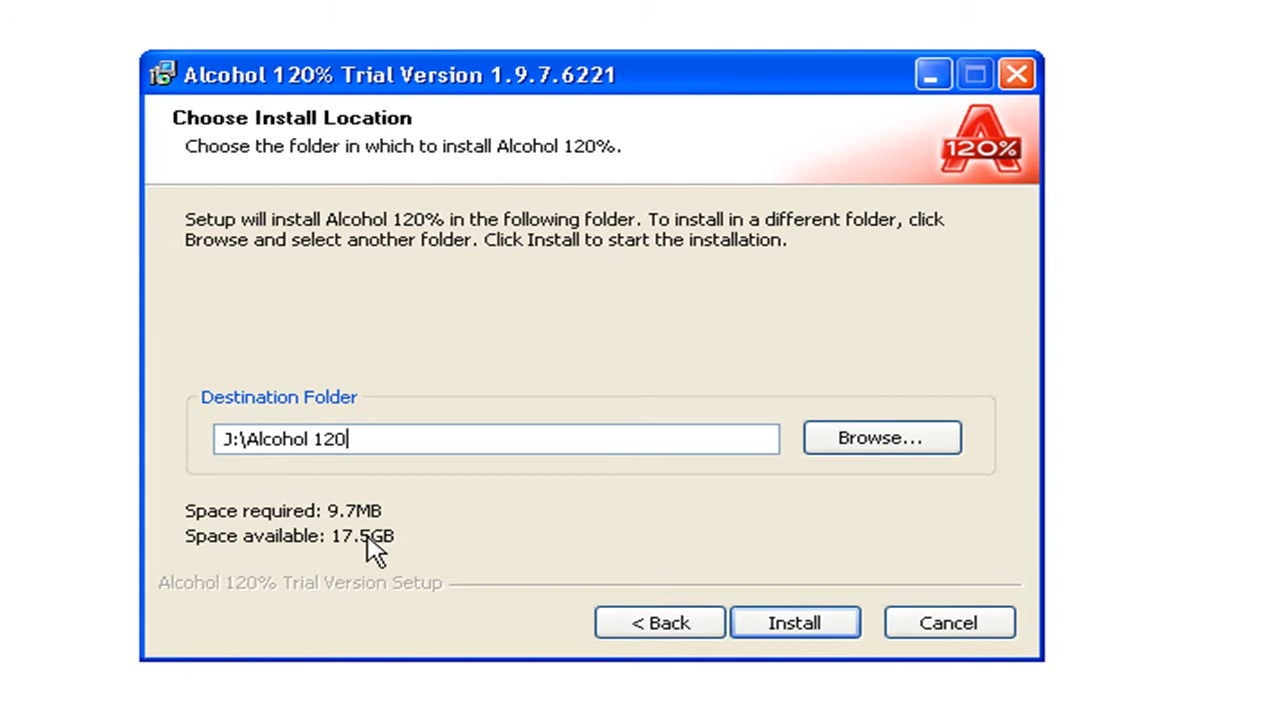 Alcohol 120% Trial Version 1.9.7.6221
Choose Install Location
Choose the folder in which to install Alcohol 120%.
120%
Setup will install Alcohol 120% in the following folder. To install in a different folder, click
Browse and select another folder. Click Install to start the installation.
Destination Folder
J:\Alcohol 120
Browse...
Space required: 9.7MB
Space available: 17.5GB
Alcohol 120% Trial Version Setup
< Back
Install
Cancel